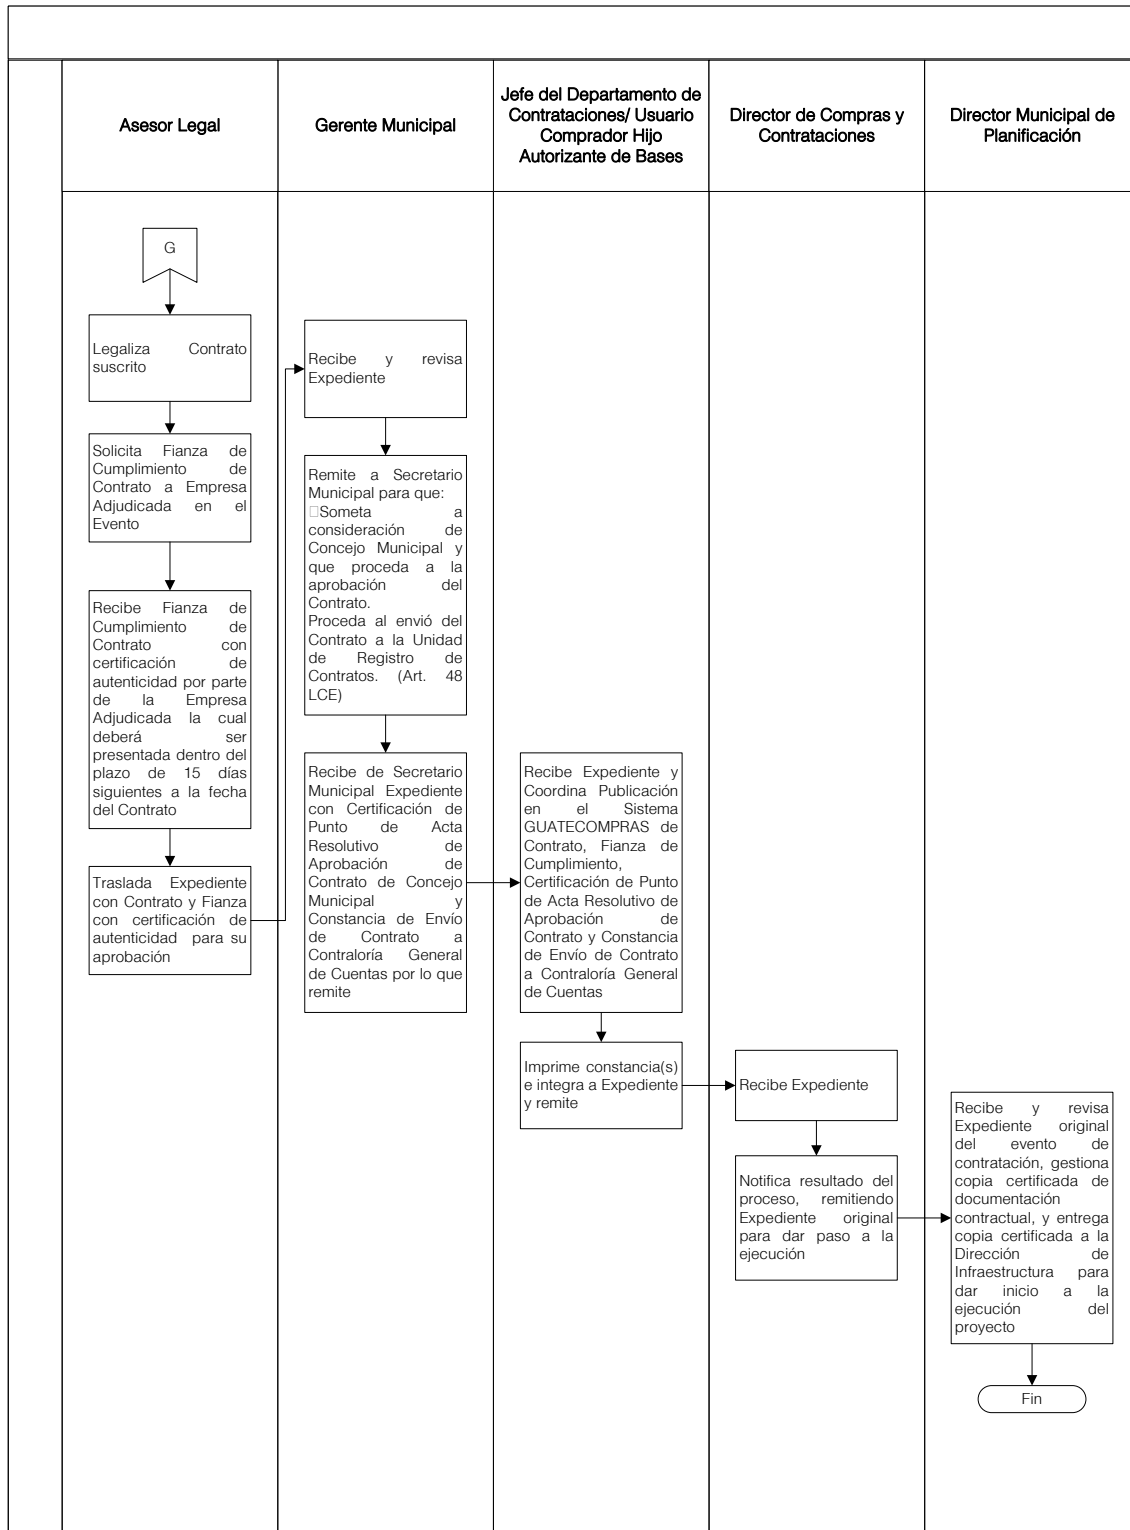 Asesor Legal
Gerente Municipal
Jefe del Departamento de
Contrataciones/ Usuario
Comprador Hijo
Autorizante de Bases
Director de Compras y
Contrataciones
Director Municipal de
Planificación
G
Legaliza Contrato
suscrito
Solicita Fianza de
Cumplimiento de
Contrato a Empresa
Adjudicada en el
Evento
Recibe Fianza de
Cumplimiento de
Contrato con
certificación de
autenticidad por parte
de la Empresa
Adjudicada la cual
deberá ser
presentada dentro del
plazo de 15 días
siguientes a la fecha
del Contrato
Traslada Expediente
con Contrato y Fianza
con certificación de
autenticidad para su
aprobación
Recibe y revisa
Expediente
Remite a Secretario
Municipal para que:
Someta a
consideración de
Concejo Municipal y
que proceda a la
aprobación del
Contrato.
Proceda al envió del
Contrato a la Unidad
de Registro de
Contratos. (Art. 48
LCE)
Recibe de Secretario
Municipal Expediente
con Certificación de
Punto de Acta
Resolutivo de
Aprobación de
Contrato de Concejo
Municipal y
Constancia de Envío
de Contrato a
Contraloría General
de Cuentas por lo que
remite
Recibe Expediente y
Coordina Publicación
en el Sistema
GUATECOMPRAS de
Contrato, Fianza de
Cumplimiento,
Certificación de Punto
de Acta Resolutivo de
Aprobación de
Contrato y Constancia
de Envío de Contrato
a Contraloría General
de Cuentas
Imprime constancia(s)
e integra a Expediente
y remite
Recibe Expediente
Notifica resultado del
proceso, remitiendo
Expediente original
para dar paso a la
ejecución
Recibe y revisa
Expediente original
del evento de
contratación, gestiona
copia certificada de
documentación
contractual, y entrega
copia certificada a la
Dirección de
Infraestructura para
dar inicio a la
ejecución del
proyecto
Fin